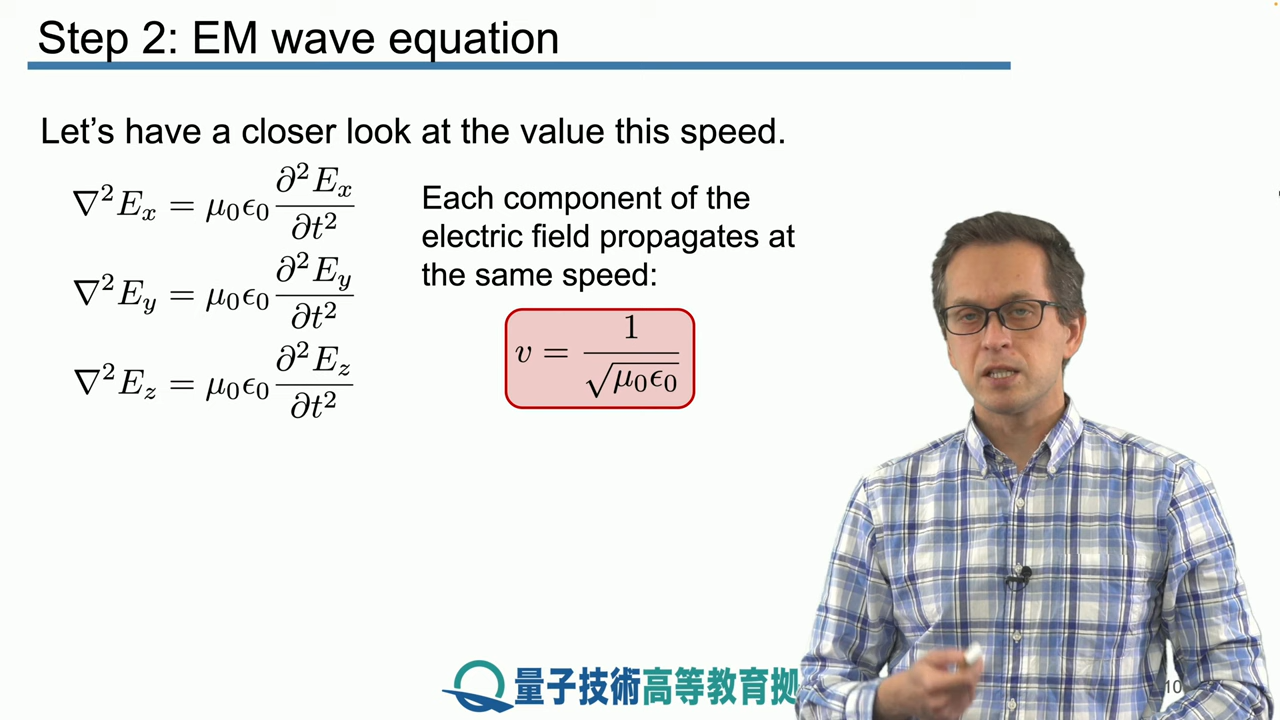 Step 2: EM wave equation
Let's have a closer look at the value this speed.
∇²Eₓ = μ₀ϵ₀ ∂²Eₓ/∂t²
∇²E_y = μ₀ϵ₀ ∂²E_y/∂t²
∇²E_z = μ₀ϵ₀ ∂²E_z/∂t²
Each component of the
electric field propagates at
the same speed:
v = 1/√(μ₀ϵ₀)
量子技術高等教育拠
10